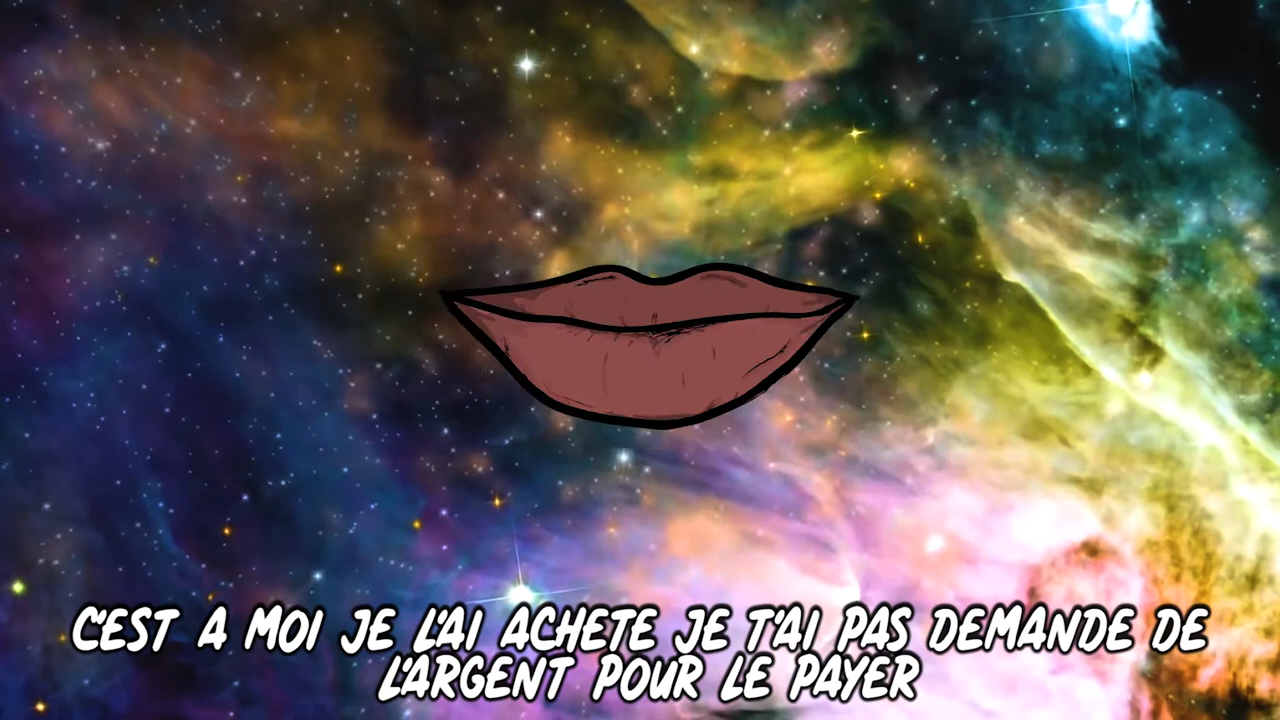 C'EST A MOI JE L'AI ACHETE JE T'AI PAS DEMANDE DE
L'ARGENT POUR LE PAYER